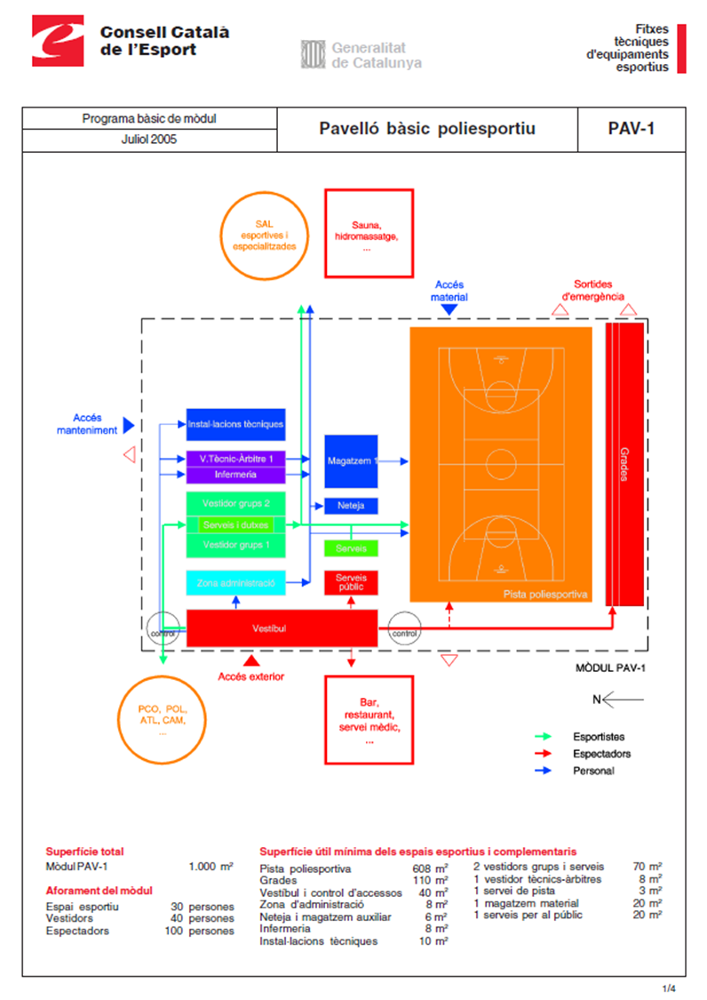 Consell Català
de l'Esport
Generalitat
de Catalunya
Fitxes
tècniques
d'equipaments
esportius
Programa bàsic de mòdul
Juliol 2005
Pavelló bàsic poliesportiu
PAV-1
SAL
esportives i
especialitzades
Sauna,
hidromassatge,
...
Accés
material
Sortides
d'emergència
Accés
manteniment
Instal·lacions tècniques
V.Tècnic-Àrbitre 1
Infermeria
Vestidor grups 2
Serveis i dutxes
Vestidor grups 1
Zona administració
Magatzem 1
Neteja
Serveis
Serveis
públic
Pista poliesportiva
Grades
control
Vestíbul
control
Accés exterior
MÒDUL PAV-1
N
PCO, POL,
ATL, CAM,
...
Bar,
restaurant,
servei mèdic,
...
Esportistes
Espectadors
Personal
Superfície total
Mòdul PAV-1 1.000 m²
Aforament del mòdul
Espai esportiu 30 persones
Vestidors 40 persones
Espectadors 100 persones
Superfície útil mínima dels espais esportius i complementaris
Pista poliesportiva 608 m²
Grades 110 m²
Vestíbul i control d'accessos 40 m²
Zona d'administració 8 m²
Neteja i magatzem auxiliar 6 m²
Infermeria 8 m²
Instal·lacions tècniques 10 m²
2 vestidors grups i serveis 70 m²
1 vestidor tècnics-àrbitres 8 m²
1 servei de pista 3 m²
1 magatzem material 20 m²
1 serveis per al públic 20 m²
1/4